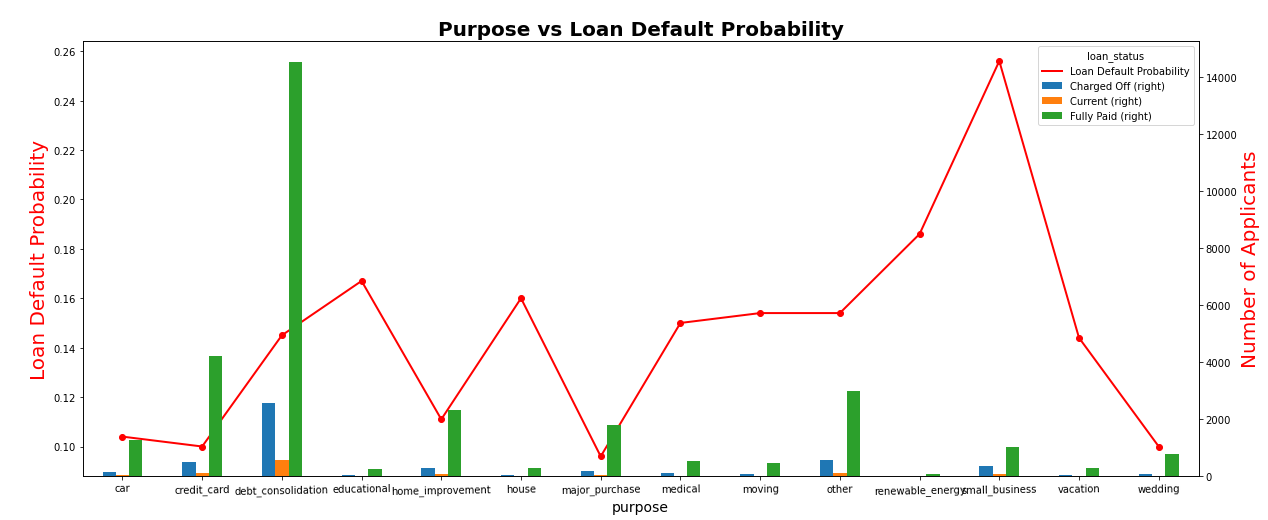 Purpose vs Loan Default Probability
loan_status
Loan Default Probability
Charged Off (right)
Current (right)
Fully Paid (right)
Loan Default Probability
0.26
0.24
0.22
0.20
0.18
0.16
0.14
0.12
0.10
14000
12000
10000
8000
6000
4000
2000
0
Number of Applicants
car credit_card debt_consolidation educational home_improvement house major_purchase medical moving other renewable_energy small_business vacation wedding
purpose